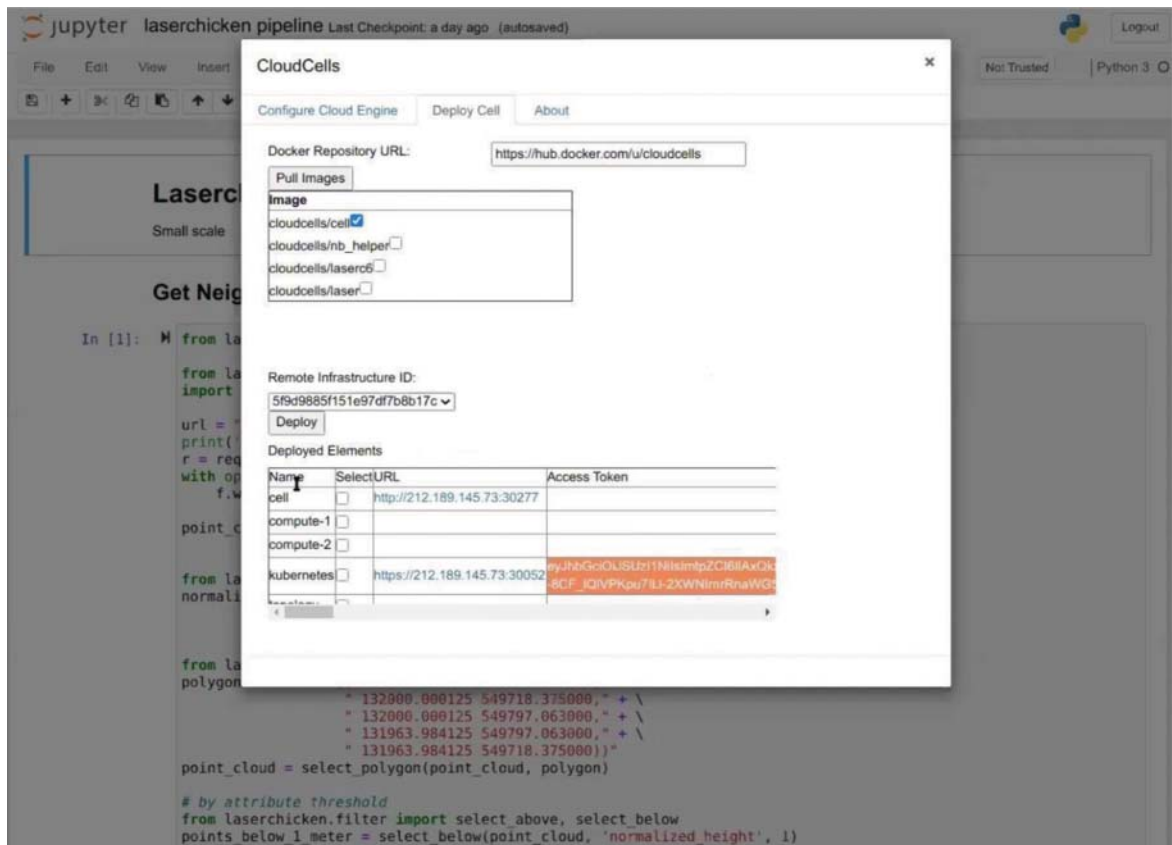 jupyter laserchicken pipeline Last Checkpoint: a day ago (autosaved)
Logout
File Edit View Insert
Not Trusted
Python 3
CloudCells
×
Configure Cloud Engine
Deploy Cell
About
Docker Repository URL:
https://hub.docker.com/u/cloudcells
Pull Images
Image
cloudcells/cell
cloudcells/nb_helper
cloudcells/laserc6
cloudcells/laser
Remote Infrastructure ID:
5f9d9885f151e97df7b8b17c
Deploy
Deployed Elements
Name Select URL Access Token
cell http://212.189.145.73:30277
compute-1
compute-2
kubernetes https://212.189.145.73:30052
Laserc
Small scale
Get Neig
In [1]:
from la
from la
import
url = "
print('
r = req
with op
f.w
point_c
from la
normali
from la
polygon
" 132000.000125 549718.375000," + \
" 132000.000125 549797.063000," + \
" 131963.984125 549797.063000," + \
" 131963.984125 549718.375000))"
point_cloud = select_polygon(point_cloud, polygon)
# by attribute threshold
from laserchicken.filter import select_above, select_below
points_below_1_meter = select_below(point_cloud, 'normalized_height', 1)